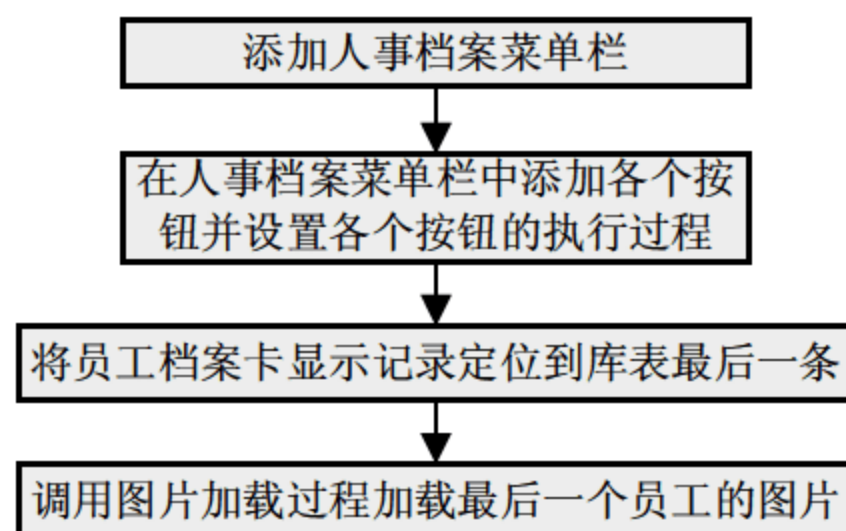 添加人事档案菜单栏
在人事档案菜单栏中添加各个按
钮并设置各个按钮的执行过程
将员工档案卡显示记录定位到库表最后一条
调用图片加载过程加载最后一个员工的图片